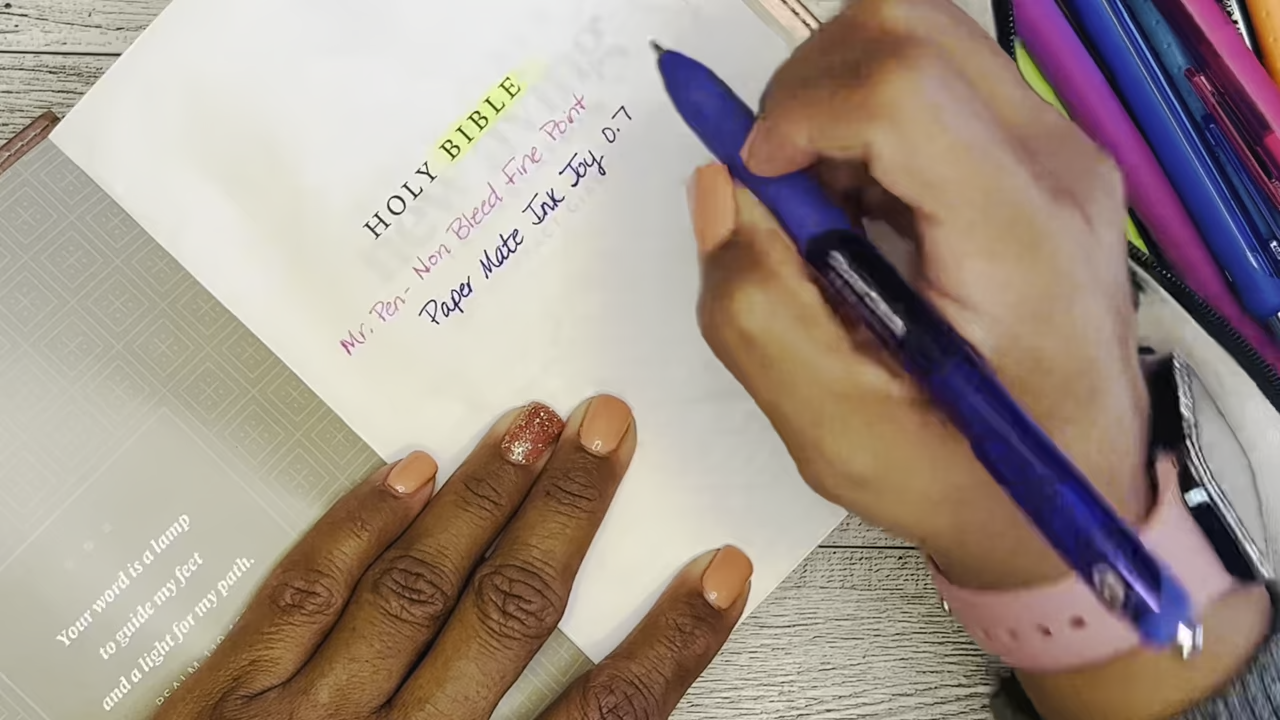 HOLY BIBLE
Mr. Pen- Non Bleed Fine Point
Paper Mate Ink Joy 0.7
Your word is a lamp
to guide my feet
and a light for my path.
PSALM